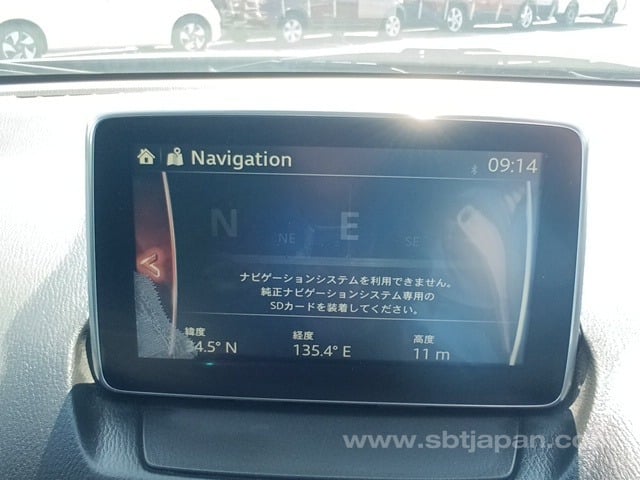 Navigation
09:14
N NE E SE
ナビゲーションシステムを利用できません。
純正ナビゲーションシステム専用の
SDカードを装着してください。
緯度 経度 高度
34.5° N 135.4° E 11 m
www.sbtjapan.com